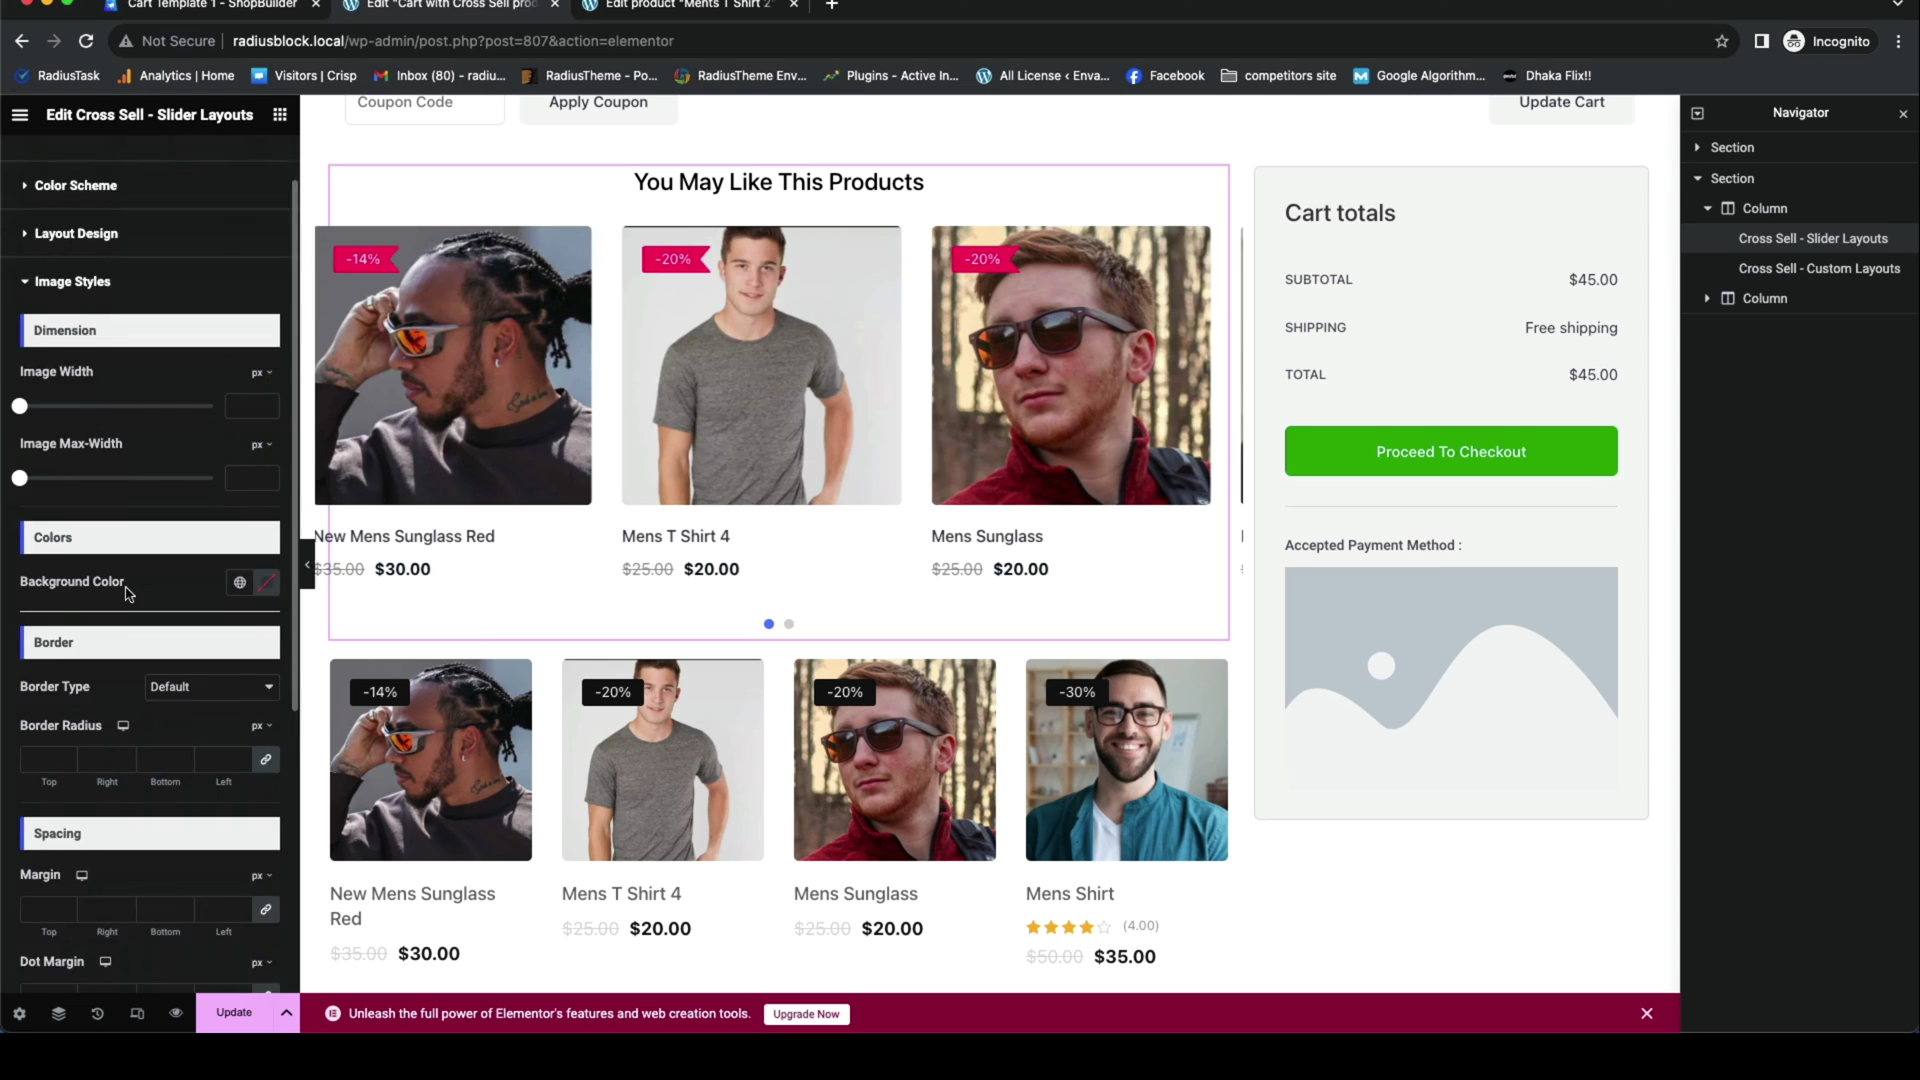 Cart Template 1 - ShopBuilder
Edit "Cart with Cross Sell prod
Edit product "Ments T Shirt 2"
Not Secure
radiusblock.local/wp-admin/post.php?post=807&action=elementor
Incognito
RadiusTask
Analytics | Home
Visitors | Crisp
Inbox (80) - radiu...
RadiusTheme - Po...
RadiusTheme Env...
Plugins - Active In...
All License ‹ Enva...
Facebook
competitors site
Google Algorithm...
Dhaka Flix!!
Edit Cross Sell - Slider Layouts
Color Scheme
Layout Design
Image Styles
Dimension
Image Width
px
Image Max-Width
px
Colors
Background Color
Border
Border Type
Default
Border Radius
px
Top
Right
Bottom
Left
Spacing
Margin
px
Top
Right
Bottom
Left
Dot Margin
px
Update
Coupon Code
Apply Coupon
Update Cart
You May Like This Products
-14%
-20%
-20%
New Mens Sunglass Red
Mens T Shirt 4
Mens Sunglass
$35.00 $30.00
$25.00 $20.00
$25.00 $20.00
-14%
-20%
-20%
-30%
New Mens Sunglass
Red
Mens T Shirt 4
Mens Sunglass
Mens Shirt
$35.00 $30.00
$25.00 $20.00
$25.00 $20.00
(4.00)
$50.00 $35.00
Cart totals
SUBTOTAL
$45.00
SHIPPING
Free shipping
TOTAL
$45.00
Proceed To Checkout
Accepted Payment Method :
Unleash the full power of Elementor's features and web creation tools.
Upgrade Now
Navigator
Section
Section
Column
Cross Sell - Slider Layouts
Cross Sell - Custom Layouts
Column